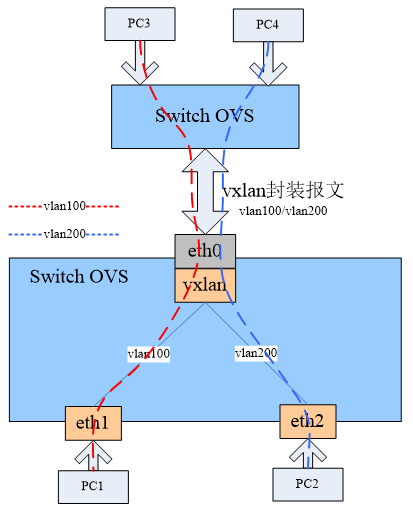 PC3
PC4
Switch OVS
vxlan封装报文
vlan100/vlan200
vlan100
vlan200
eth0
Switch OVS
vxlan
vlan100
vlan200
eth1
eth2
PC1
PC2